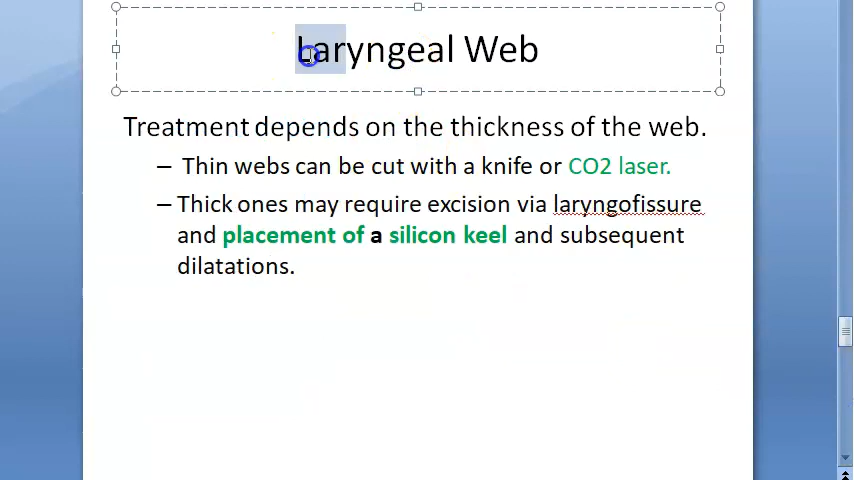 Laryngeal Web
Treatment depends on the thickness of the web.
– Thin webs can be cut with a knife or CO2 laser.
– Thick ones may require excision via laryngofissure
and placement of a silicon keel and subsequent
dilatations.